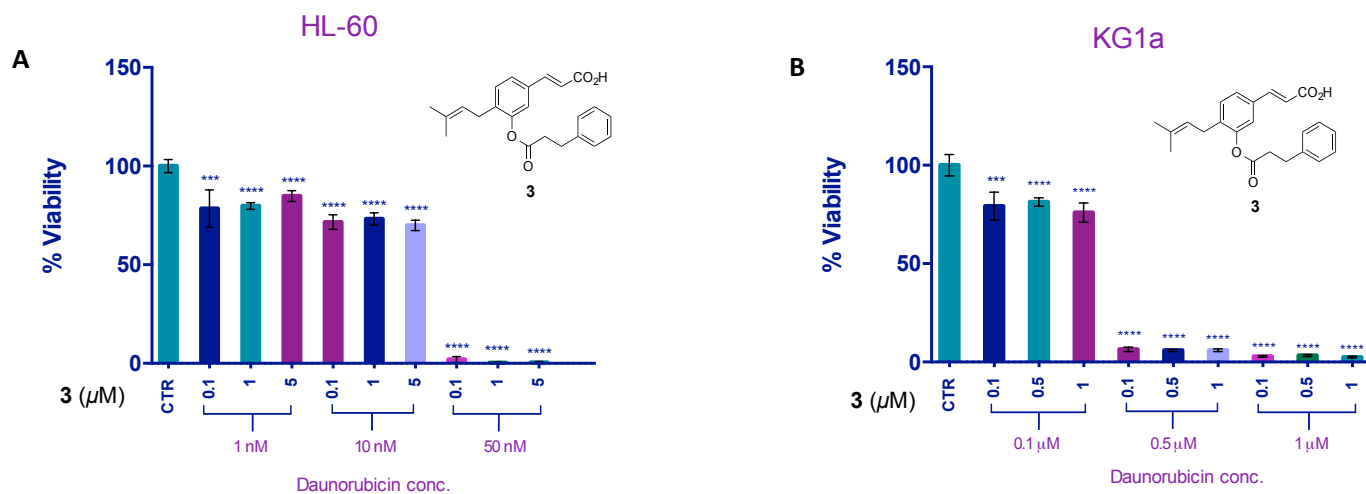 HL-60
A
% Viability
150
100
50
0
***
****
****
****
****
****
****
****
****
CO₂H
O
O
3
3 (µM)
CTR
0.1
1
5
0.1
1
5
0.1
1
5
1 nM
10 nM
50 nM
Daunorubicin conc.
KG1a
B
% Viability
150
100
50
0
***
****
****
****
****
****
****
****
****
CO₂H
O
O
3
3 (µM)
CTR
0.1
0.5
1
0.1
0.5
1
0.1
0.5
1
0.1 µM
0.5 µM
1 µM
Daunorubicin conc.